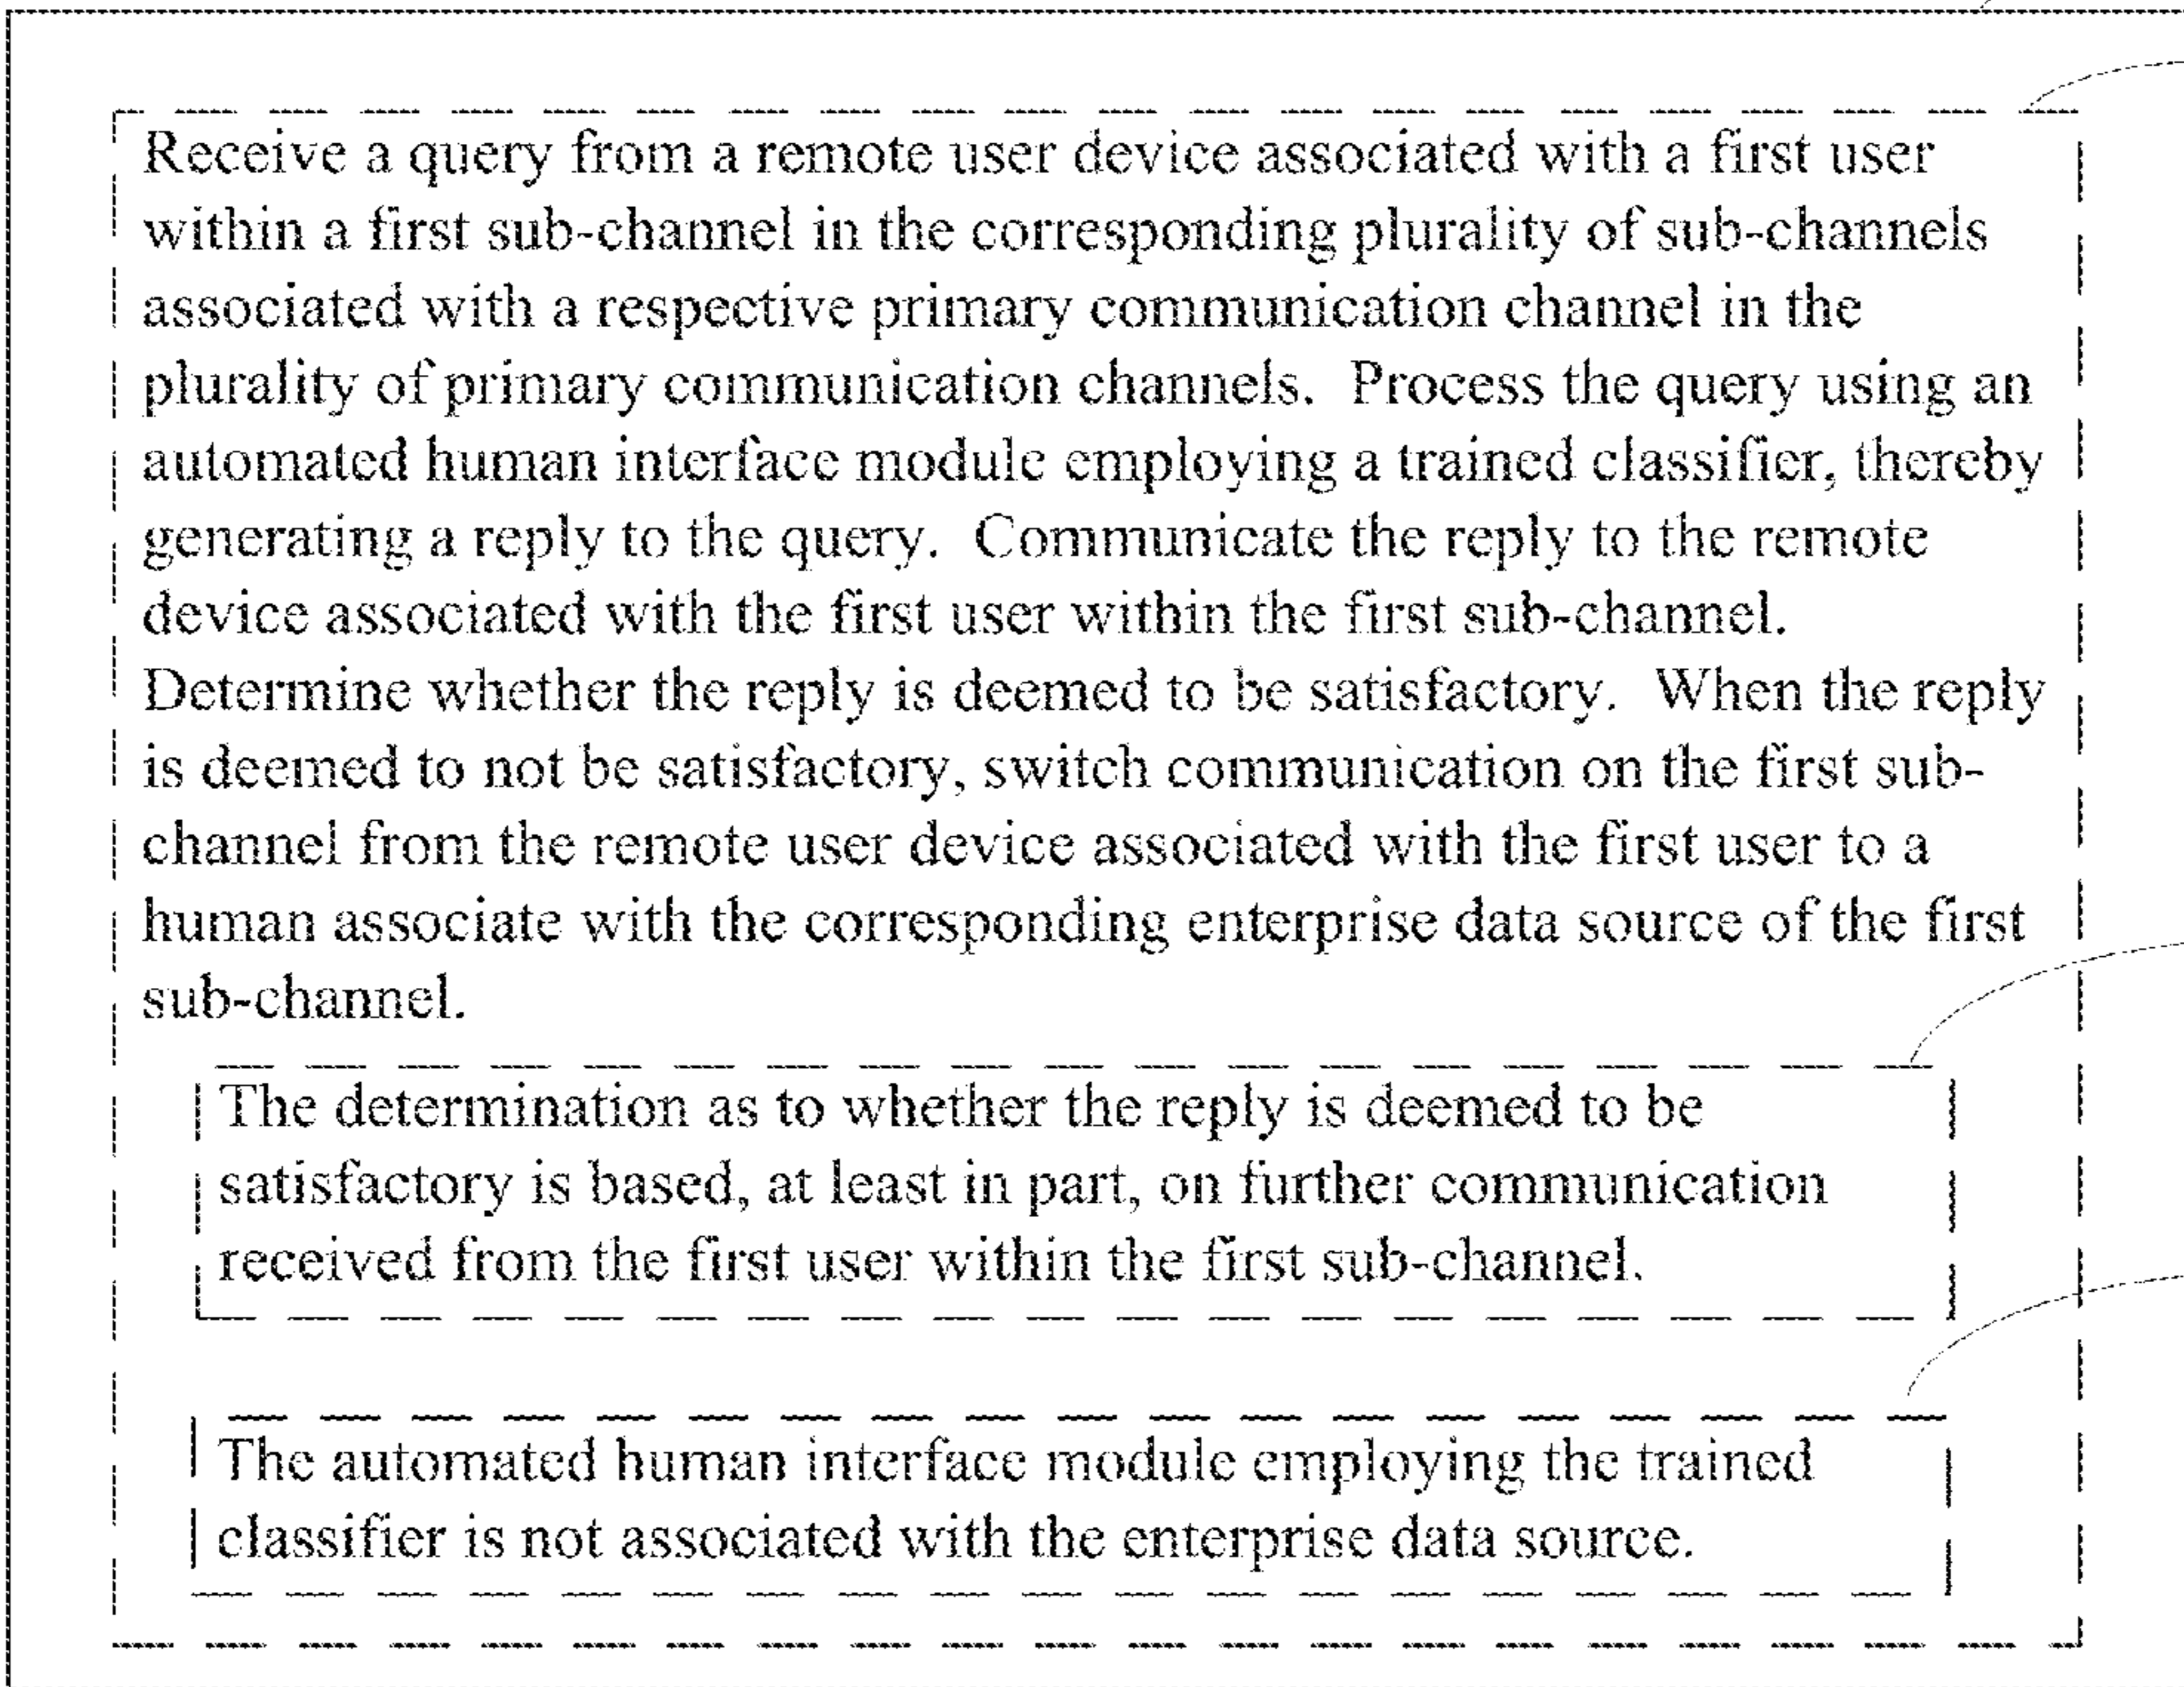 Receive a query from a remote user device associated with a first user
within a first sub-channel in the corresponding plurality of sub-channels
associated with a respective primary communication channel in the
plurality of primary communication channels.  Process the query using an
automated human interface module employing a trained classifier, thereby
generating a reply to the query.  Communicate the reply to the remote
device associated with the first user within the first sub-channel.
Determine whether the reply is deemed to be satisfactory.  When the reply
is deemed to not be satisfactory, switch communication on the first sub-
channel from the remote user device associated with the first user to a
human associate with the corresponding enterprise data source of the first
sub-channel.
The determination as to whether the reply is deemed to be
satisfactory is based, at least in part, on further communication
received from the first user within the first sub-channel.
The automated human interface module employing the trained
classifier is not associated with the enterprise data source.